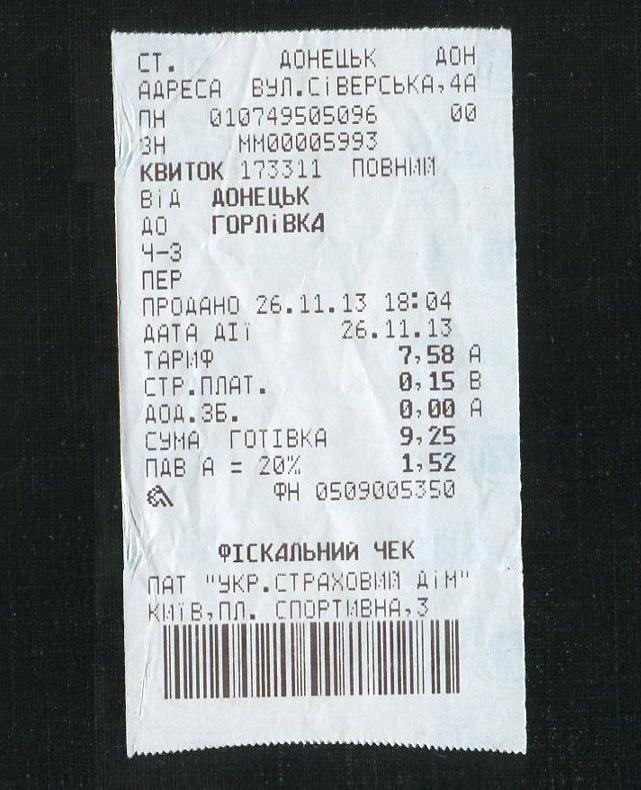 СТ. ДОНЕЦЬК ДОН
АДРЕСА ВУЛ.СіВЕРСЬКА,4А
ПН 010749505096 00
ЗН ММ00005993
КВИТОК 173311 ПОВНИЙ
ВіД ДОНЕЦЬК
ДО ГОРЛіВКА
Ч-З
ПЕР
ПРОДАНО 26.11.13 18:04
ДАТА ДІЇ 26.11.13
ТАРИФ 7,58 А
СТР.ПЛАТ. 0,15 В
ДОД.ЗБ. 0,00 А
СУМА ГОТІВКА 9,25
ПДВ А = 20% 1,52
ФН 0509005350
ФІСКАЛЬНИЙ ЧЕК
ПАТ "УКР.СТРАХОВИЙ ДІМ"
КИЇВ,ПЛ. СПОРТИВНА,3